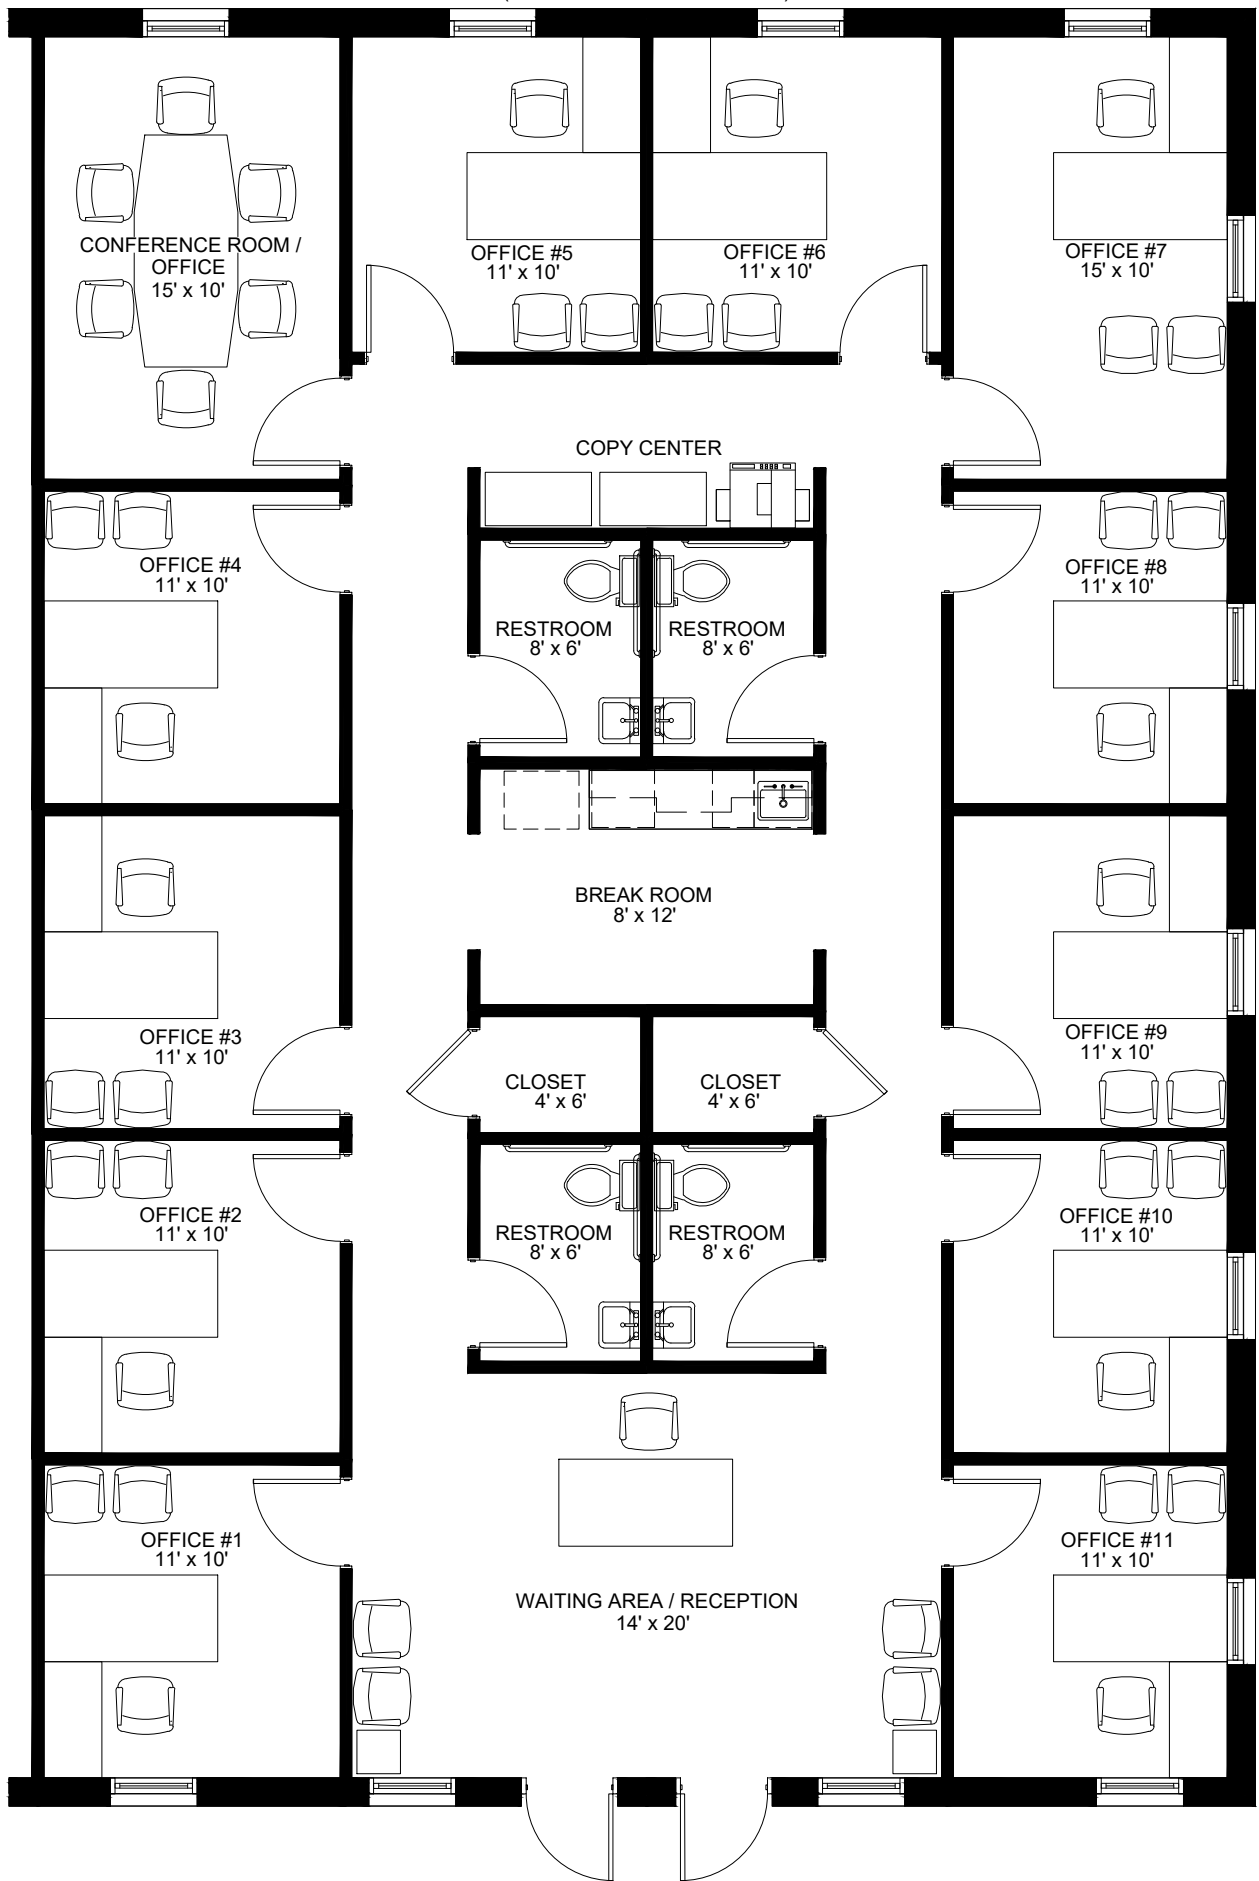 CONFERENCE ROOM /
OFFICE
15' x 10'
OFFICE #5
11' x 10'
OFFICE #6
11' x 10'
OFFICE #7
15' x 10'
COPY CENTER
OFFICE #4
11' x 10'
RESTROOM
8' x 6'
RESTROOM
8' x 6'
OFFICE #8
11' x 10'
BREAK ROOM
8' x 12'
OFFICE #3
11' x 10'
CLOSET
4' x 6'
CLOSET
4' x 6'
OFFICE #9
11' x 10'
OFFICE #2
11' x 10'
RESTROOM
8' x 6'
RESTROOM
8' x 6'
OFFICE #10
11' x 10'
OFFICE #1
11' x 10'
WAITING AREA / RECEPTION
14' x 20'
OFFICE #11
11' x 10'